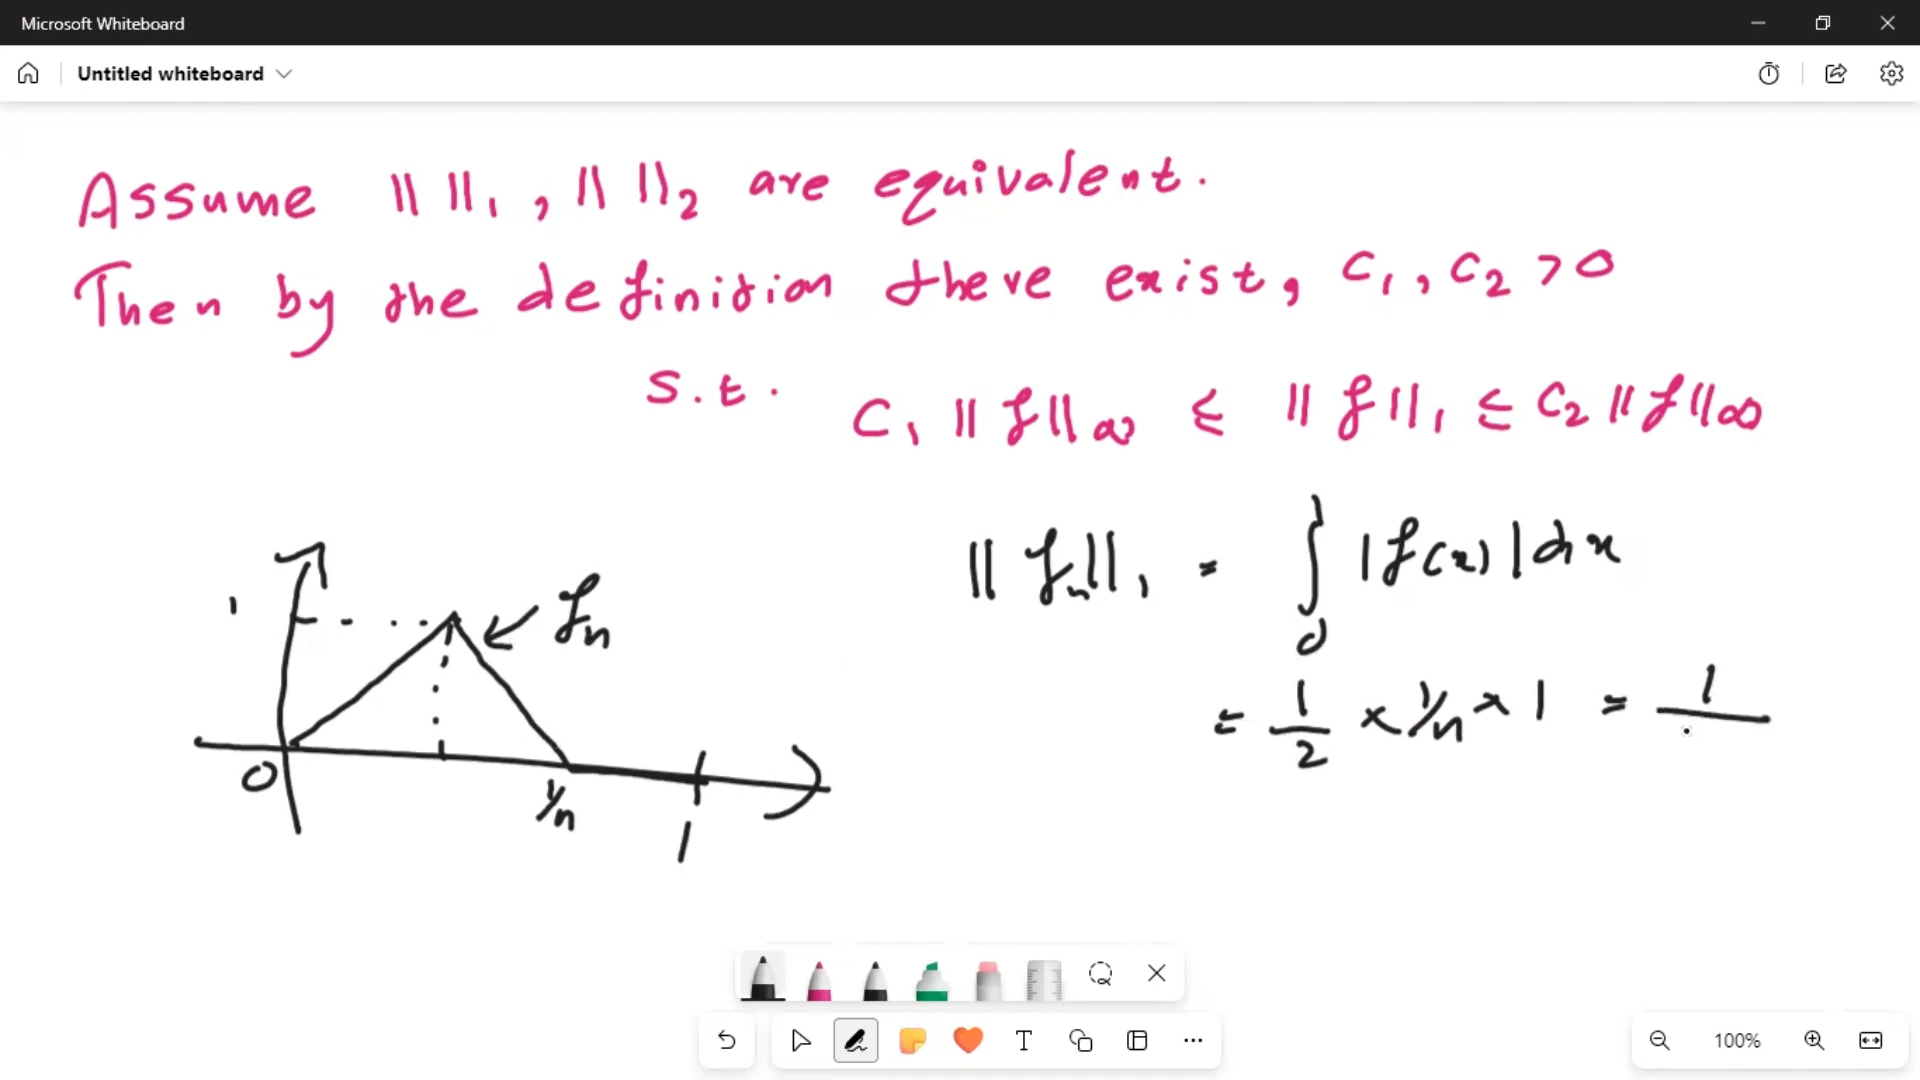 Microsoft Whiteboard
Untitled whiteboard
Assume || ||₁, || ||₂ are equivalent.
Then by the definition there exist, C₁, C₂ > 0
s.t. C₁ || f ||∞ ≤ || f ||₁ ≤ C₂ || f ||∞
|| fₙ ||₁ = ∫₀¹ |f(x)| dx
1
fₙ
= 1/2 × 1/n × 1 = 1/
0
1/n
1
T
100%